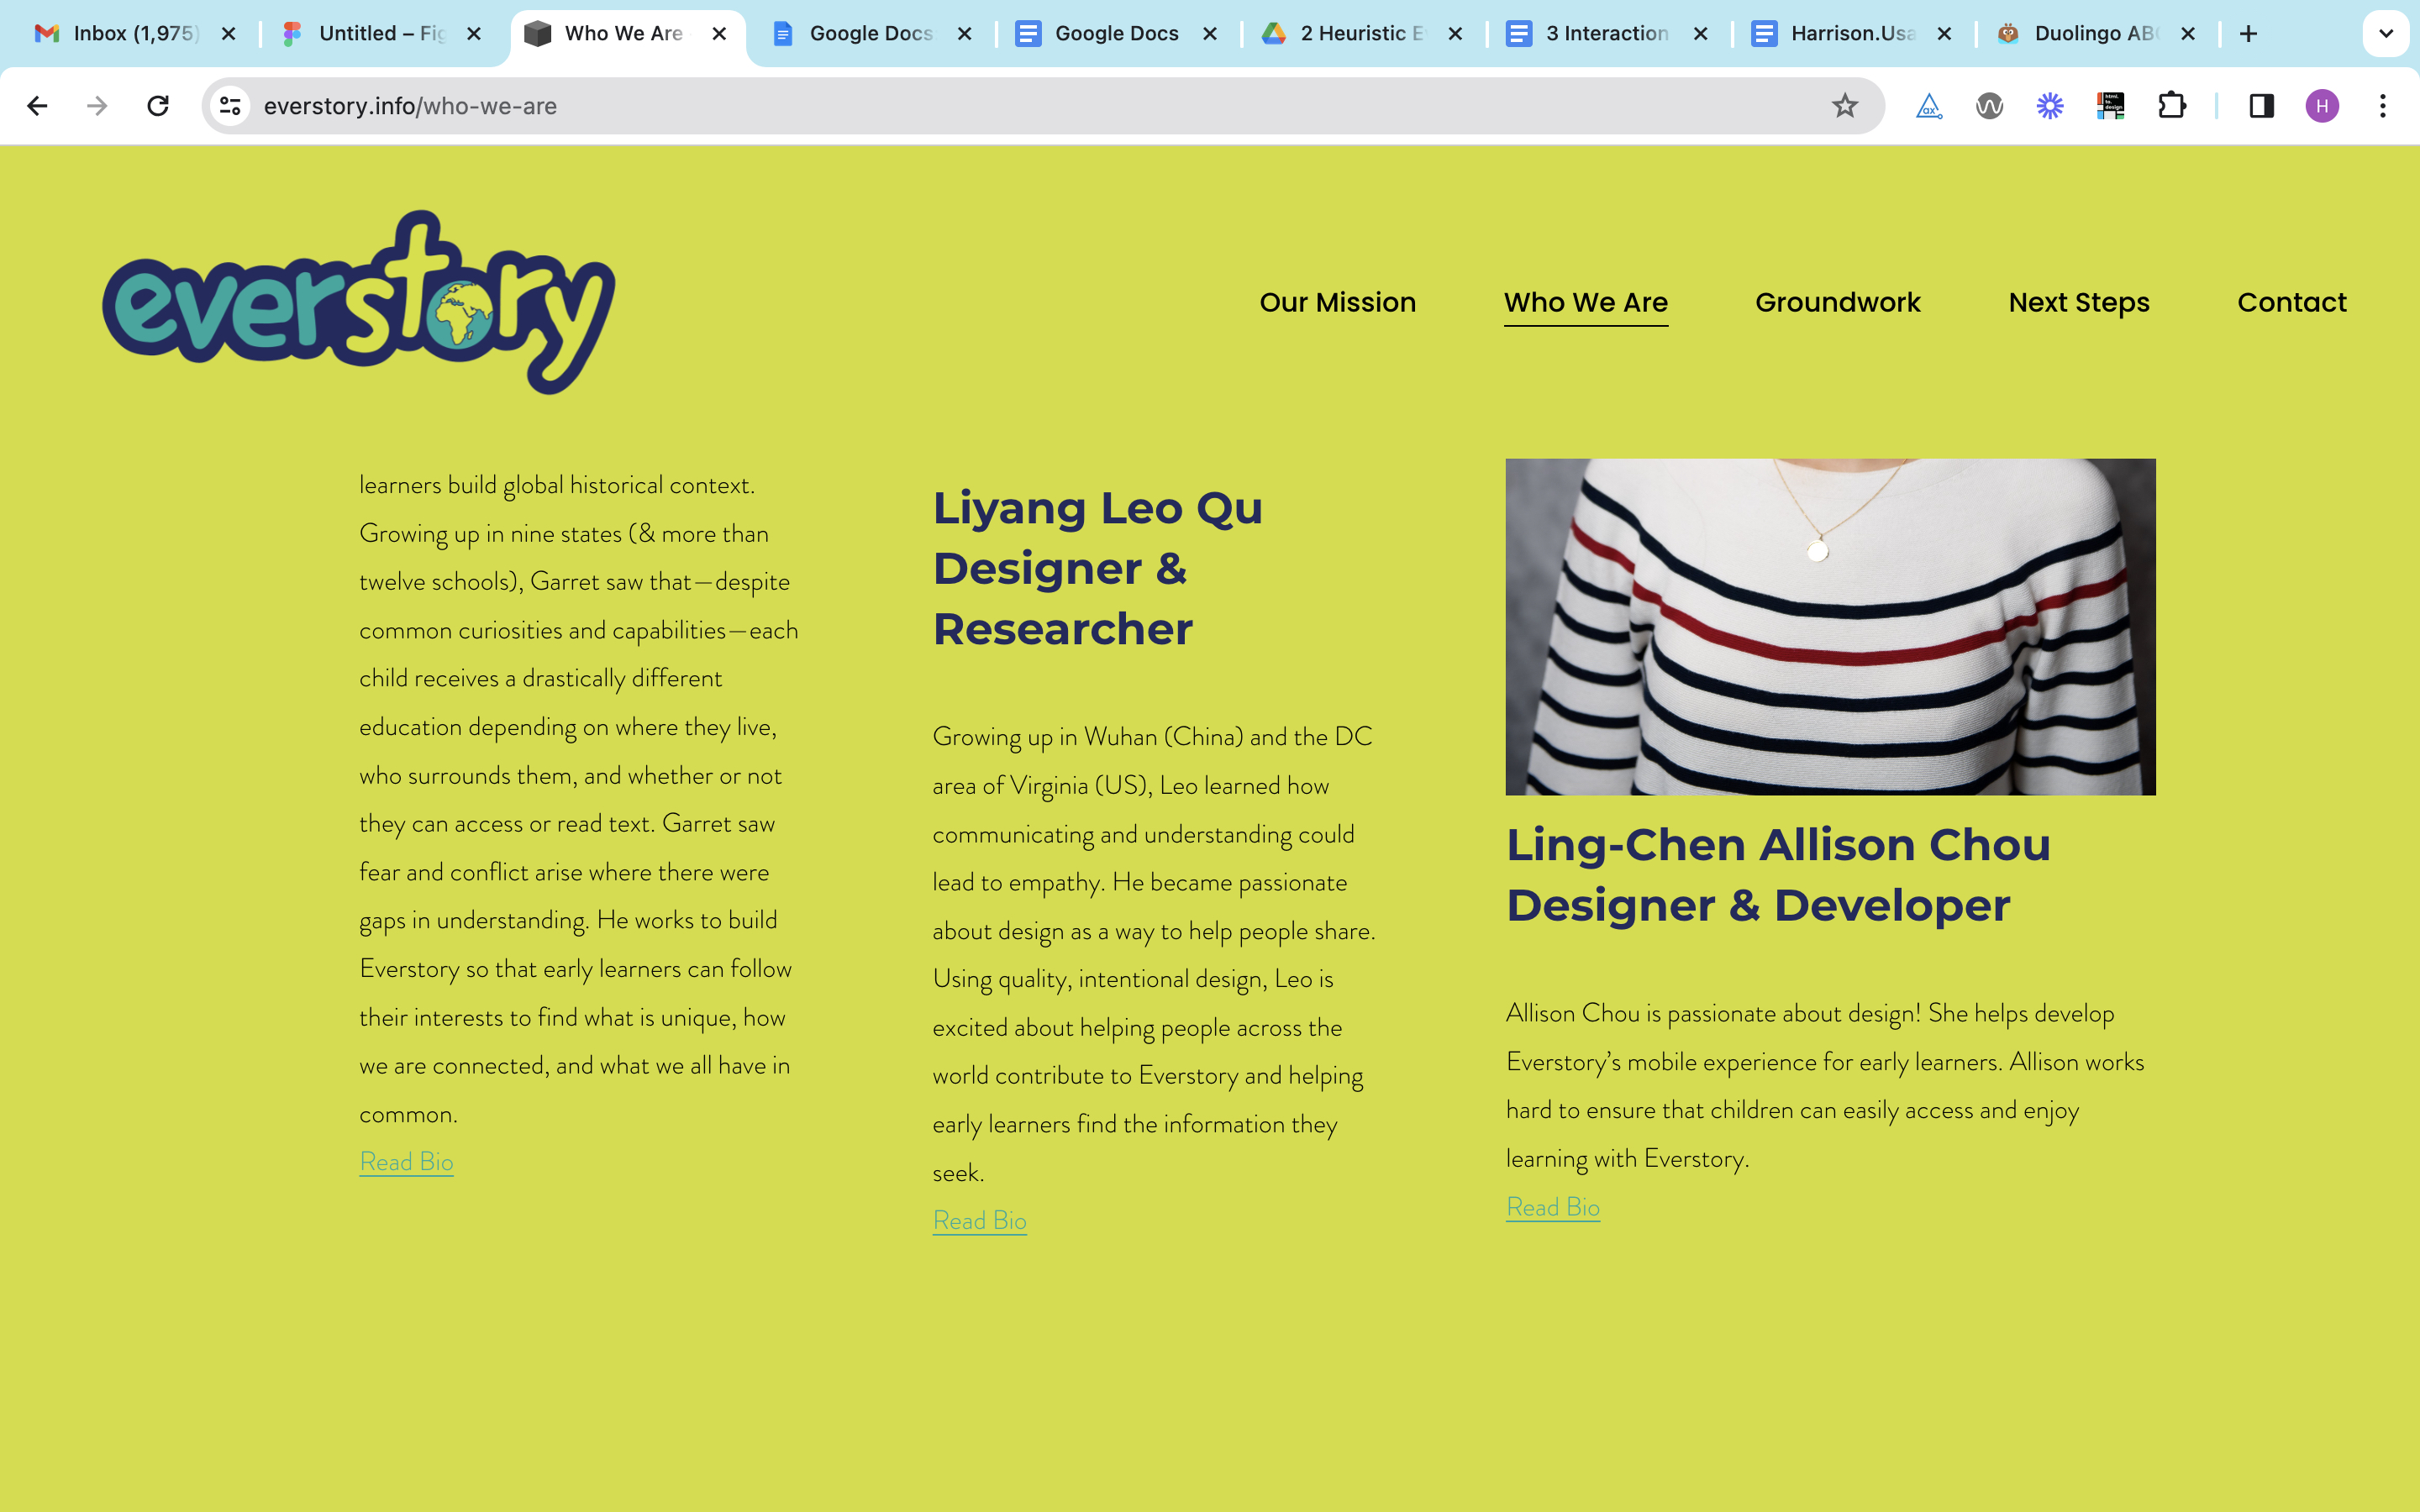 Inbox (1,975)
Untitled – Fig
Who We Are
Google Docs
Google Docs
2 Heuristic E
3 Interaction
Harrison.Usa
Duolingo AB
everstory.info/who-we-are
H
everstory
Our Mission
Who We Are
Groundwork
Next Steps
Contact
learners build global historical context.
Growing up in nine states (& more than
twelve schools), Garret saw that—despite
common curiosities and capabilities—each
child receives a drastically different
education depending on where they live,
who surrounds them, and whether or not
they can access or read text. Garret saw
fear and conflict arise where there were
gaps in understanding. He works to build
Everstory so that early learners can follow
their interests to find what is unique, how
we are connected, and what we all have in
common.
Read Bio
Liyang Leo Qu
Designer &
Researcher
Growing up in Wuhan (China) and the DC
area of Virginia (US), Leo learned how
communicating and understanding could
lead to empathy. He became passionate
about design as a way to help people share.
Using quality, intentional design, Leo is
excited about helping people across the
world contribute to Everstory and helping
early learners find the information they
seek.
Read Bio
Ling-Chen Allison Chou
Designer & Developer
Allison Chou is passionate about design! She helps develop
Everstory’s mobile experience for early learners. Allison works
hard to ensure that children can easily access and enjoy
learning with Everstory.
Read Bio